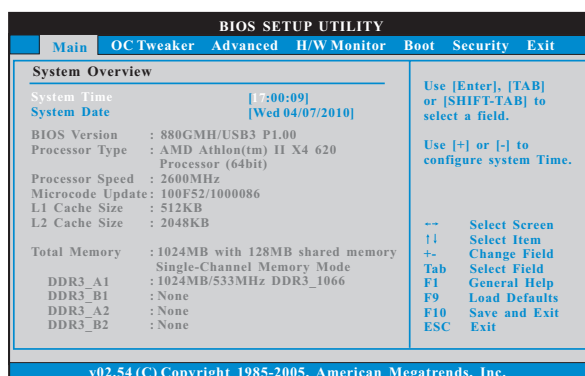 BIOS SETUP UTILITY
Main OC Tweaker Advanced H/W Monitor Boot Security Exit
System Overview
System Time [17:00:09]
System Date [Wed 04/07/2010]
BIOS Version : 880GMH/USB3 P1.00
Processor Type : AMD Athlon(tm) II X4 620
Processor (64bit)
Processor Speed : 2600MHz
Microcode Update : 100F52/1000086
L1 Cache Size : 512KB
L2 Cache Size : 2048KB
Total Memory : 1024MB with 128MB shared memory
Single-Channel Memory Mode
DDR3_A1 : 1024MB/533MHz DDR3_1066
DDR3_B1 : None
DDR3_A2 : None
DDR3_B2 : None
Use [Enter], [TAB]
or [SHIFT-TAB] to
select a field.
Use [+] or [-] to
configure system Time.
←→ Select Screen
↑↓ Select Item
+- Change Field
Tab Select Field
F1 General Help
F9 Load Defaults
F10 Save and Exit
ESC Exit
v02.54 (C) Copyright 1985-2005, American Megatrends, Inc.